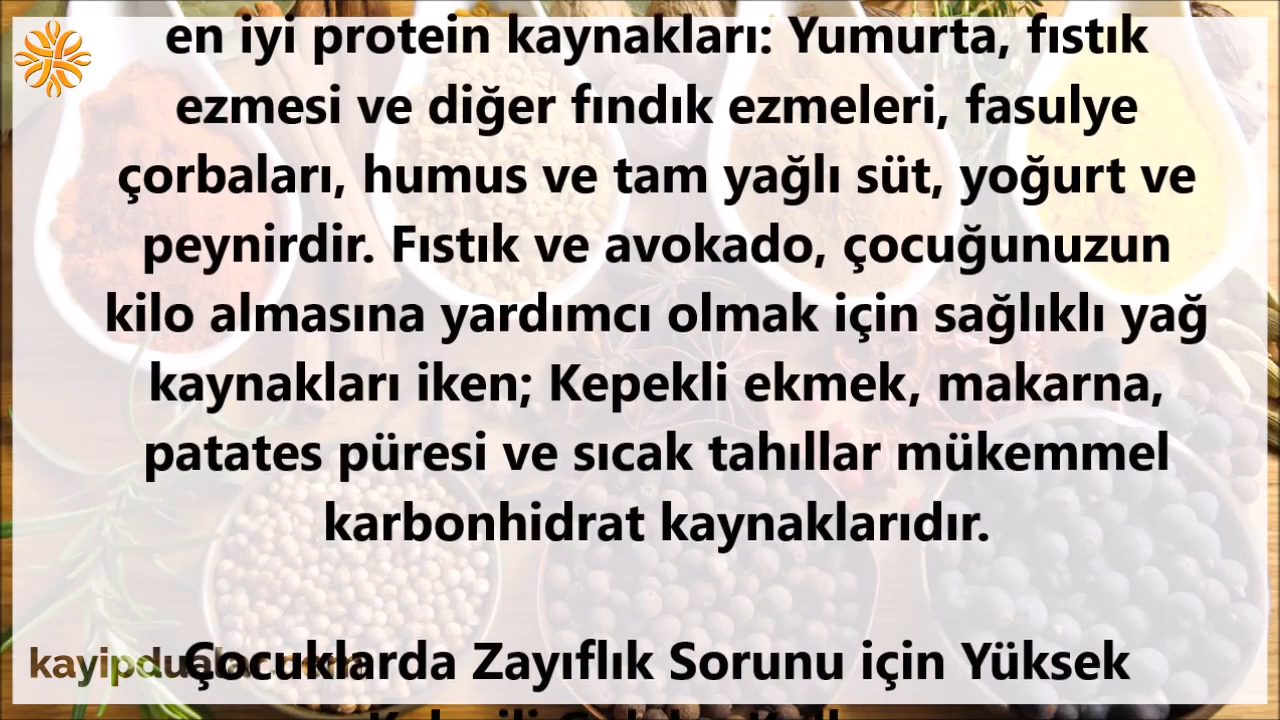 en iyi protein kaynakları: Yumurta, fıstık
ezmesi ve diğer fındık ezmeleri, fasulye
çorbaları, humus ve tam yağlı süt, yoğurt ve
peynirdir. Fıstık ve avokado, çocuğunuzun
kilo almasına yardımcı olmak için sağlıklı yağ
kaynakları iken; Kepekli ekmek, makarna,
patates püresi ve sıcak tahıllar mükemmel
karbonhidrat kaynaklarıdır.
Çocuklarda Zayıflık Sorunu için Yüksek
kayipdualar.com